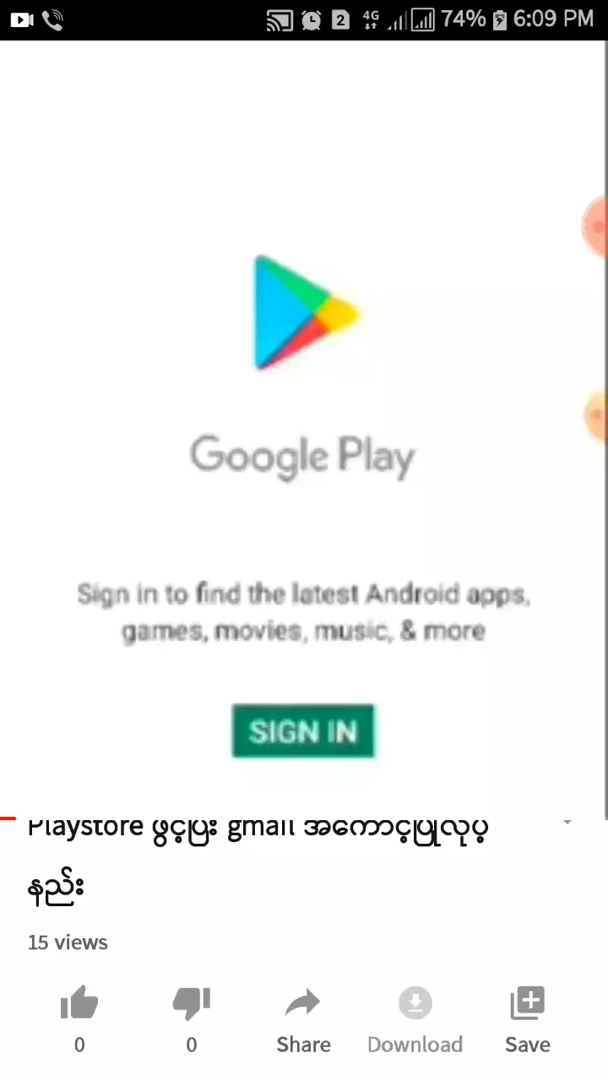 2 4G 74% 6:09 PM
Google Play
Sign in to find the latest Android apps,
games, movies, music, & more
SIGN IN
Playstore ဖွင့်ပြီး gmail အကောင့်ပြုလုပ်
နည်း
15 views
0 0 Share Download Save